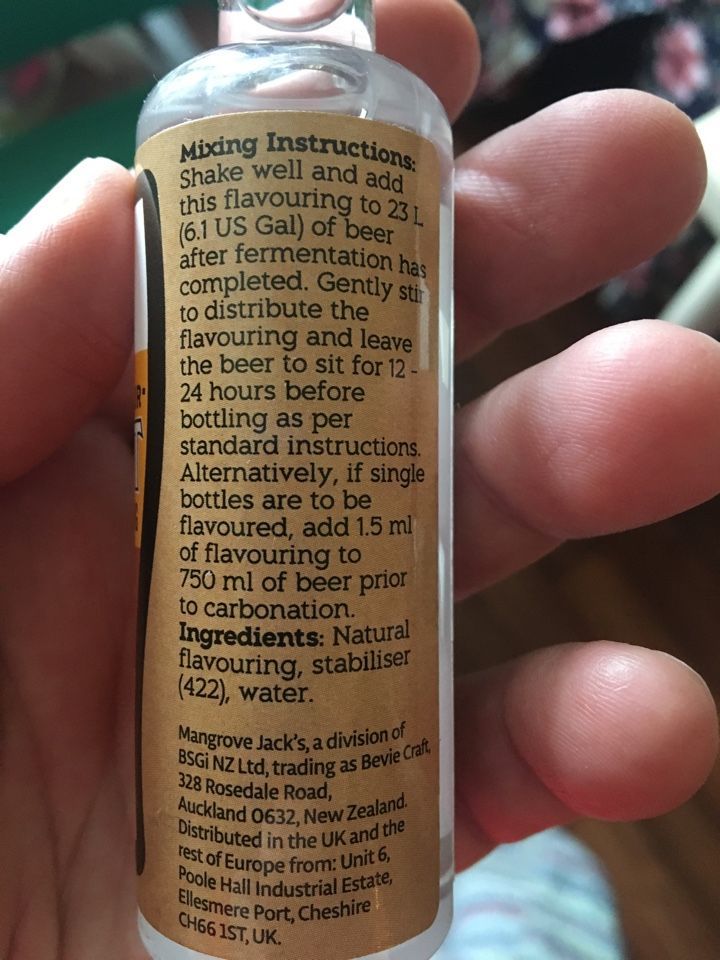 Mixing Instructions:
Shake well and add
this flavouring to 23 L
(6.1 US Gal) of beer
after fermentation has
completed. Gently stir
to distribute the
flavouring and leave
the beer to sit for 12 -
24 hours before
bottling as per
standard instructions.
Alternatively, if single
bottles are to be
flavoured, add 1.5 ml
of flavouring to
750 ml of beer prior
to carbonation.
Ingredients: Natural
flavouring, stabiliser
(422), water.
Mangrove Jack's, a division of
BSGi NZ Ltd, trading as Bevie Craft,
328 Rosedale Road,
Auckland 0632, New Zealand.
Distributed in the UK and the
rest of Europe from: Unit 6,
Poole Hall Industrial Estate,
Ellesmere Port, Cheshire
CH66 1ST, UK.